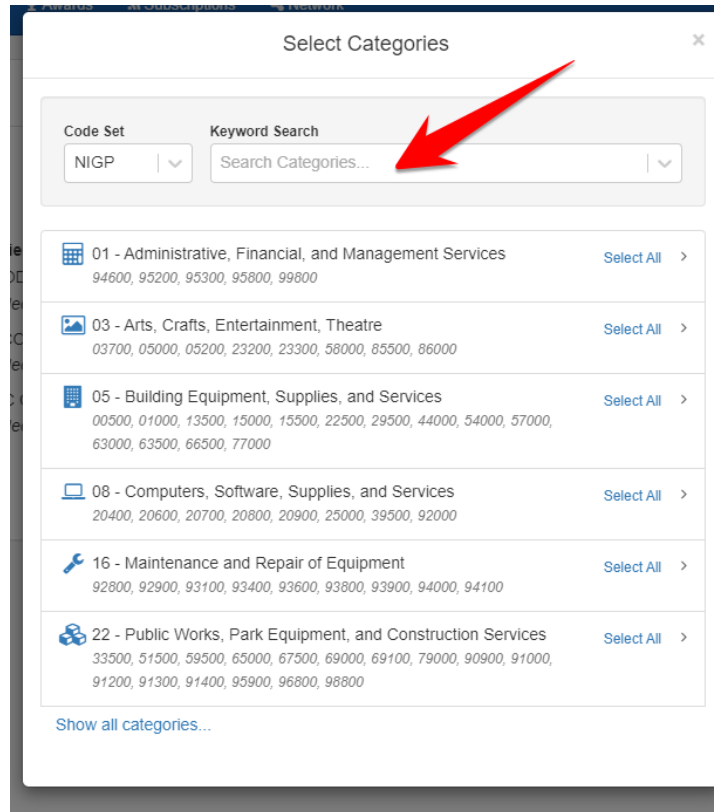 Awards Subscriptions Network
Select Categories ×
Code Set Keyword Search
NIGP Search Categories...
01 - Administrative, Financial, and Management Services Select All
94600, 95200, 95300, 95800, 99800
03 - Arts, Crafts, Entertainment, Theatre Select All
03700, 05000, 05200, 23200, 23300, 58000, 85500, 86000
05 - Building Equipment, Supplies, and Services Select All
00500, 01000, 13500, 15000, 15500, 22500, 29500, 44000, 54000, 57000,
63000, 63500, 66500, 77000
08 - Computers, Software, Supplies, and Services Select All
20400, 20600, 20700, 20800, 20900, 25000, 39500, 92000
16 - Maintenance and Repair of Equipment Select All
92800, 92900, 93100, 93400, 93600, 93800, 93900, 94000, 94100
22 - Public Works, Park Equipment, and Construction Services Select All
33500, 51500, 59500, 65000, 67500, 69000, 69100, 79000, 90900, 91000,
91200, 91300, 91400, 95900, 96800, 98800
Show all categories...